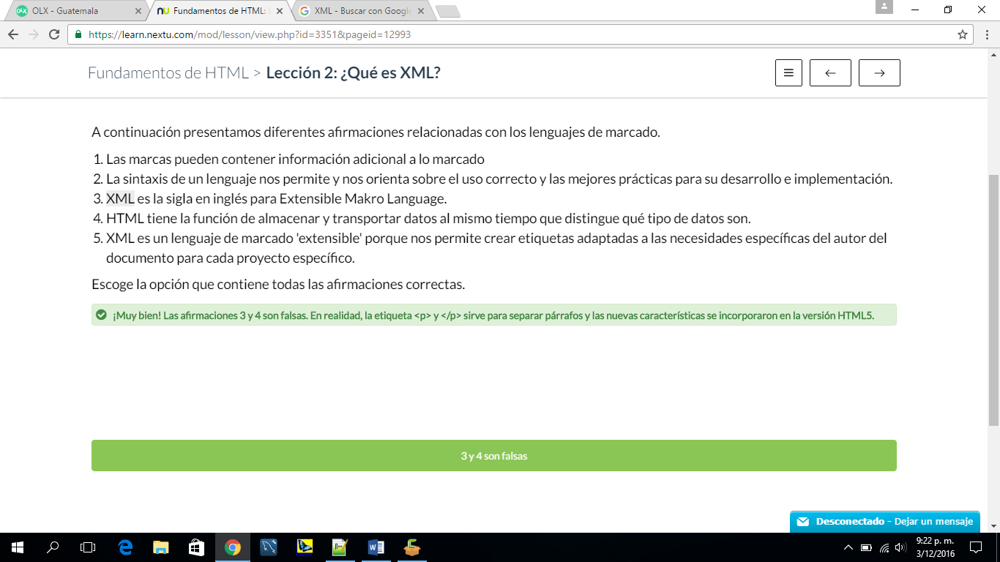 OLX - Guatemala
Fundamentos de HTML:
XML - Buscar con Google
https://learn.nextu.com/mod/lesson/view.php?id=3351&pageid=12993
Fundamentos de HTML > Lección 2: ¿Qué es XML?
A continuación presentamos diferentes afirmaciones relacionadas con los lenguajes de marcado.
1. Las marcas pueden contener información adicional a lo marcado
2. La sintaxis de un lenguaje nos permite y nos orienta sobre el uso correcto y las mejores prácticas para su desarrollo e implementación.
3. XML es la sigla en inglés para Extensible Makro Language.
4. HTML tiene la función de almacenar y transportar datos al mismo tiempo que distingue qué tipo de datos son.
5. XML es un lenguaje de marcado 'extensible' porque nos permite crear etiquetas adaptadas a las necesidades específicas del autor del
documento para cada proyecto específico.
Escoge la opción que contiene todas las afirmaciones correctas.
¡Muy bien! Las afirmaciones 3 y 4 son falsas. En realidad, la etiqueta <p> y </p> sirve para separar párrafos y las nuevas características se incorporaron en la versión HTML5.
3 y 4 son falsas
Desconectado - Dejar un mensaje
9:22 p. m.
3/12/2016